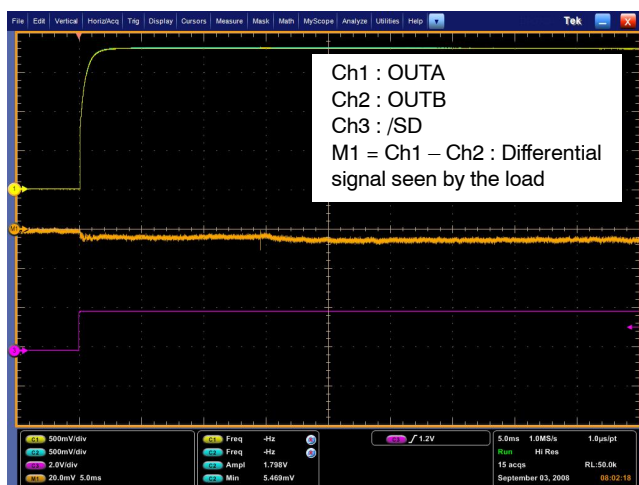 File Edit Vertical Horiz/Acq Trig Display Cursors Measure Mask Math MyScope Analyze Utilities Help Tek X
Ch1 : OUTA
Ch2 : OUTB
Ch3 : /SD
M1 = Ch1 – Ch2 : Differential
signal seen by the load
1
M1
C1 500mV/div
C2 500mV/div
C3 2.0V/div
M1 20.0mV 5.0ms
C1 Freq -Hz
C2 Freq -Hz
C2 Ampl 1.798V
C2 Min 5.469mV
C3 1.2V
5.0ms 1.0MS/s 1.0µs/pt
Run Hi Res
15 acqs RL:50.0k
September 03, 2008 08:02:18